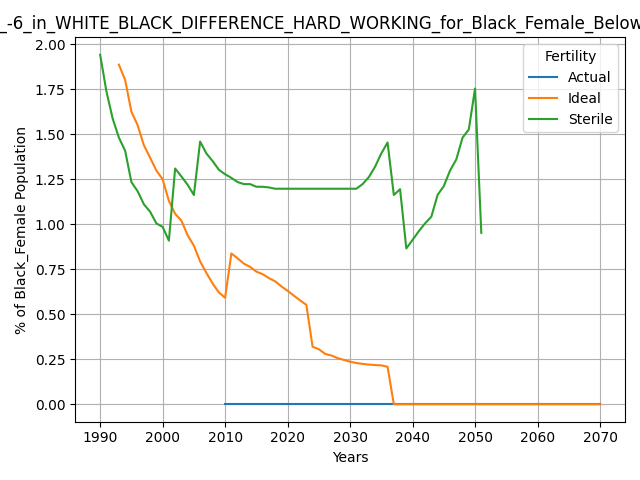 _-6_in_WHITE_BLACK_DIFFERENCE_HARD_WORKING_for_Black_Female_Below
2.00
1.75
1.50
1.25
1.00
0.75
0.50
0.25
0.00
% of Black_Female Population
Fertility
Actual
Ideal
Sterile
1990 2000 2010 2020 2030 2040 2050 2060 2070
Years